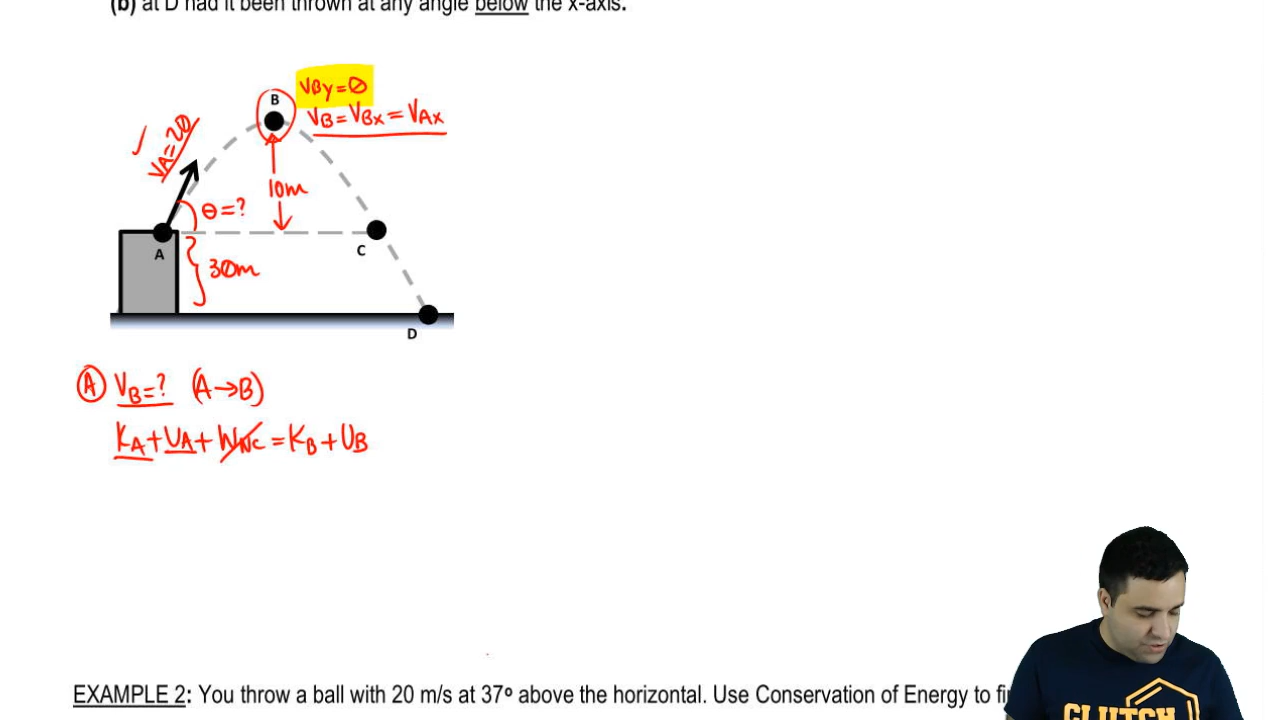 (b) at D had it been thrown at any angle below the x-axis.
VBy=0
B
VB=VBx=VAx
VA=20
10m
θ=?
A
C
30m
D
A VB=? (A→B)
KA+UA+WNC=KB+UB
EXAMPLE 2: You throw a ball with 20 m/s at 37º above the horizontal. Use Conservation of Energy to
CLUTCH